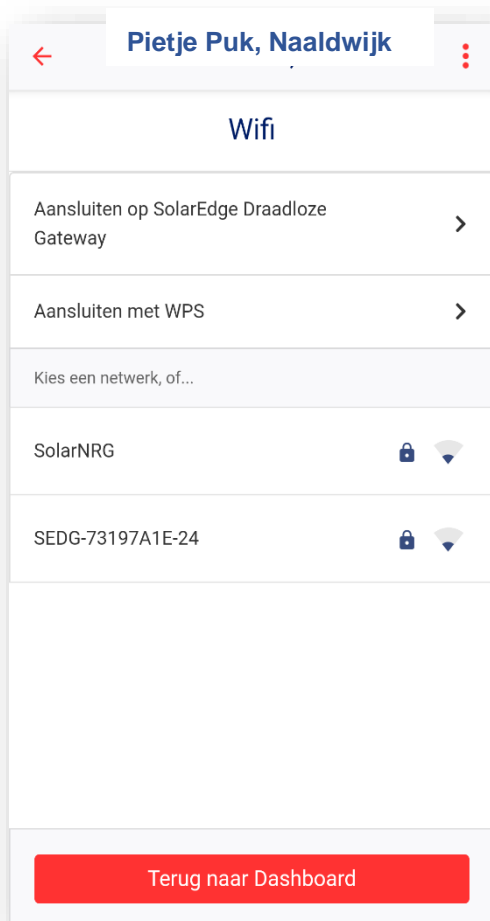 Pietje Puk, Naaldwijk
Wifi
Aansluiten op SolarEdge Draadloze
Gateway
Aansluiten met WPS
Kies een netwerk, of...
SolarNRG
SEDG-73197A1E-24
Terug naar Dashboard